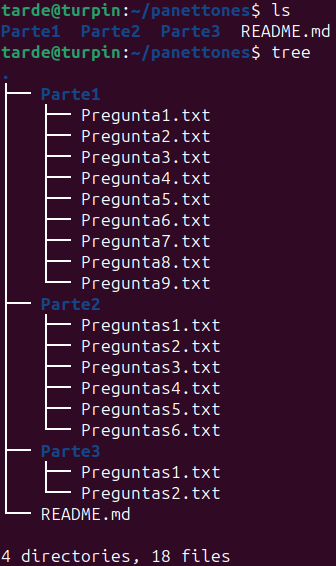 tarde@turpin:~/panettones$ ls
Parte1  Parte2  Parte3  README.md
tarde@turpin:~/panettones$ tree
.
├── Parte1
│   ├── Pregunta1.txt
│   ├── Pregunta2.txt
│   ├── Pregunta3.txt
│   ├── Pregunta4.txt
│   ├── Pregunta5.txt
│   ├── Pregunta6.txt
│   ├── Pregunta7.txt
│   ├── Pregunta8.txt
│   └── Pregunta9.txt
├── Parte2
│   ├── Preguntas1.txt
│   ├── Preguntas2.txt
│   ├── Preguntas3.txt
│   ├── Preguntas4.txt
│   ├── Preguntas5.txt
│   └── Preguntas6.txt
├── Parte3
│   ├── Preguntas1.txt
│   └── Preguntas2.txt
└── README.md

4 directories, 18 files